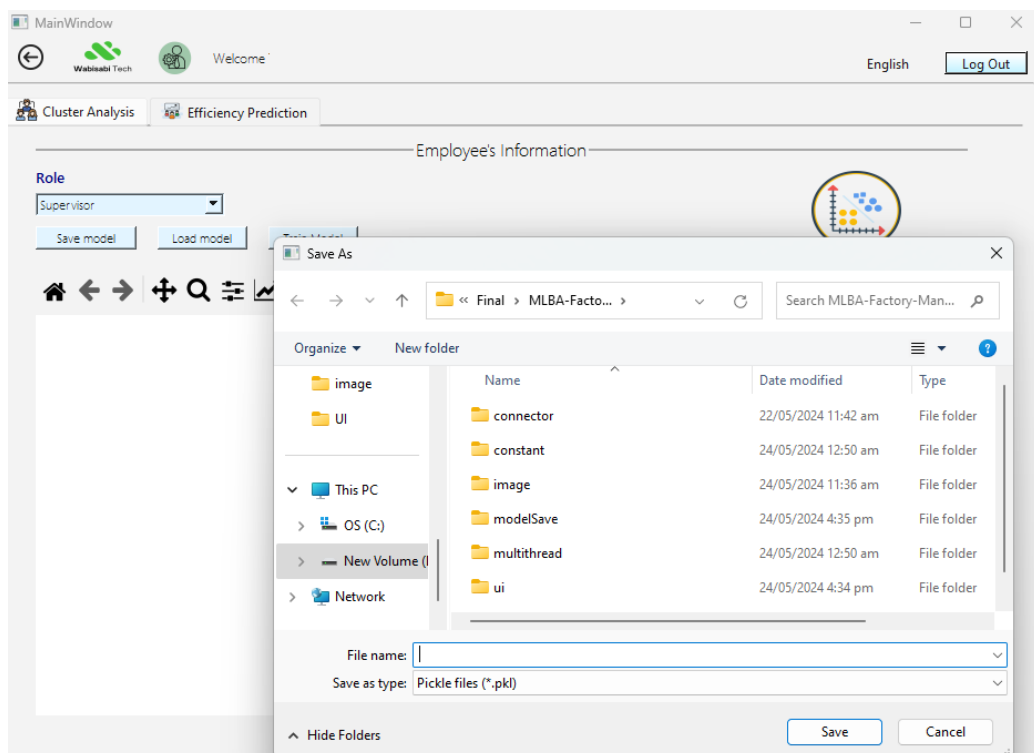 MainWindow
Wabisabi Tech
Welcome
English
Log Out
Cluster Analysis
Efficiency Prediction
Employee's Information
Role
Supervisor
Save model
Load model
Train Model
Save As
« Final > MLBA-Facto... >
Search MLBA-Factory-Man...
Organize
New folder
image
UI
This PC
OS (C:)
New Volume (
Network
Name Date modified Type
connector 22/05/2024 11:42 am File folder
constant 24/05/2024 12:50 am File folder
image 24/05/2024 11:36 am File folder
modelSave 24/05/2024 4:35 pm File folder
multithread 24/05/2024 12:50 am File folder
ui 24/05/2024 4:34 pm File folder
File name:
Save as type: Pickle files (*.pkl)
Hide Folders
Save
Cancel